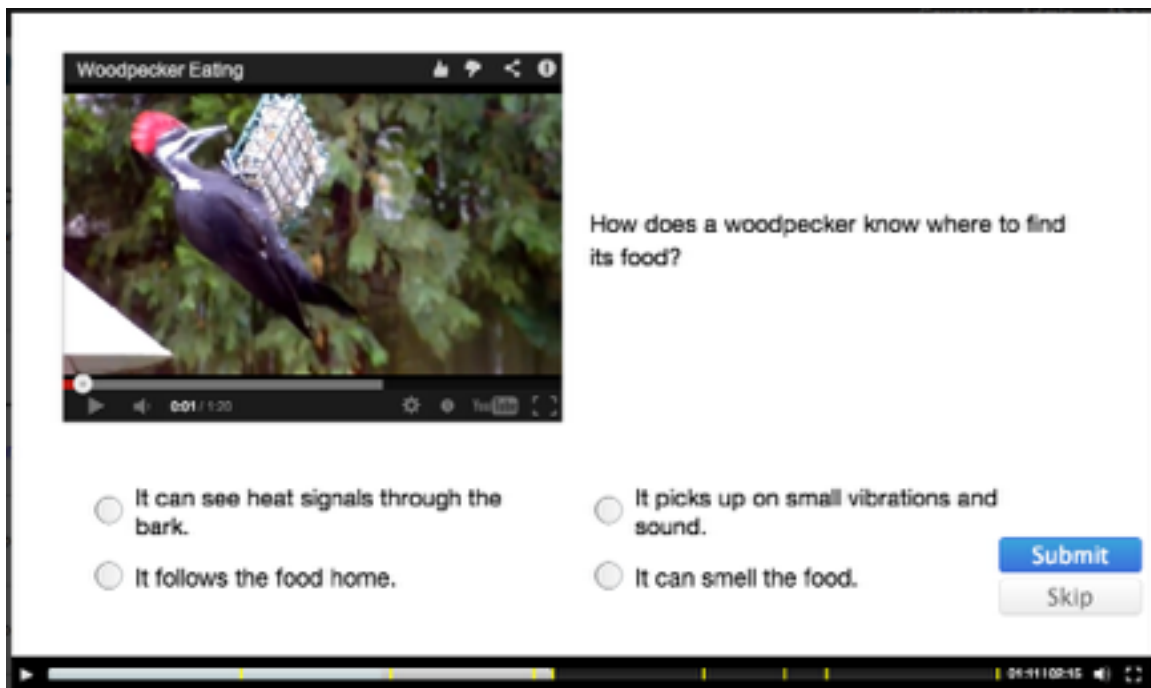 Woodpecker Eating
0:01 / 1:20
YouTube
How does a woodpecker know where to find
its food?
It can see heat signals through the
bark.
It picks up on small vibrations and
sound.
It follows the food home.
It can smell the food.
Submit
Skip